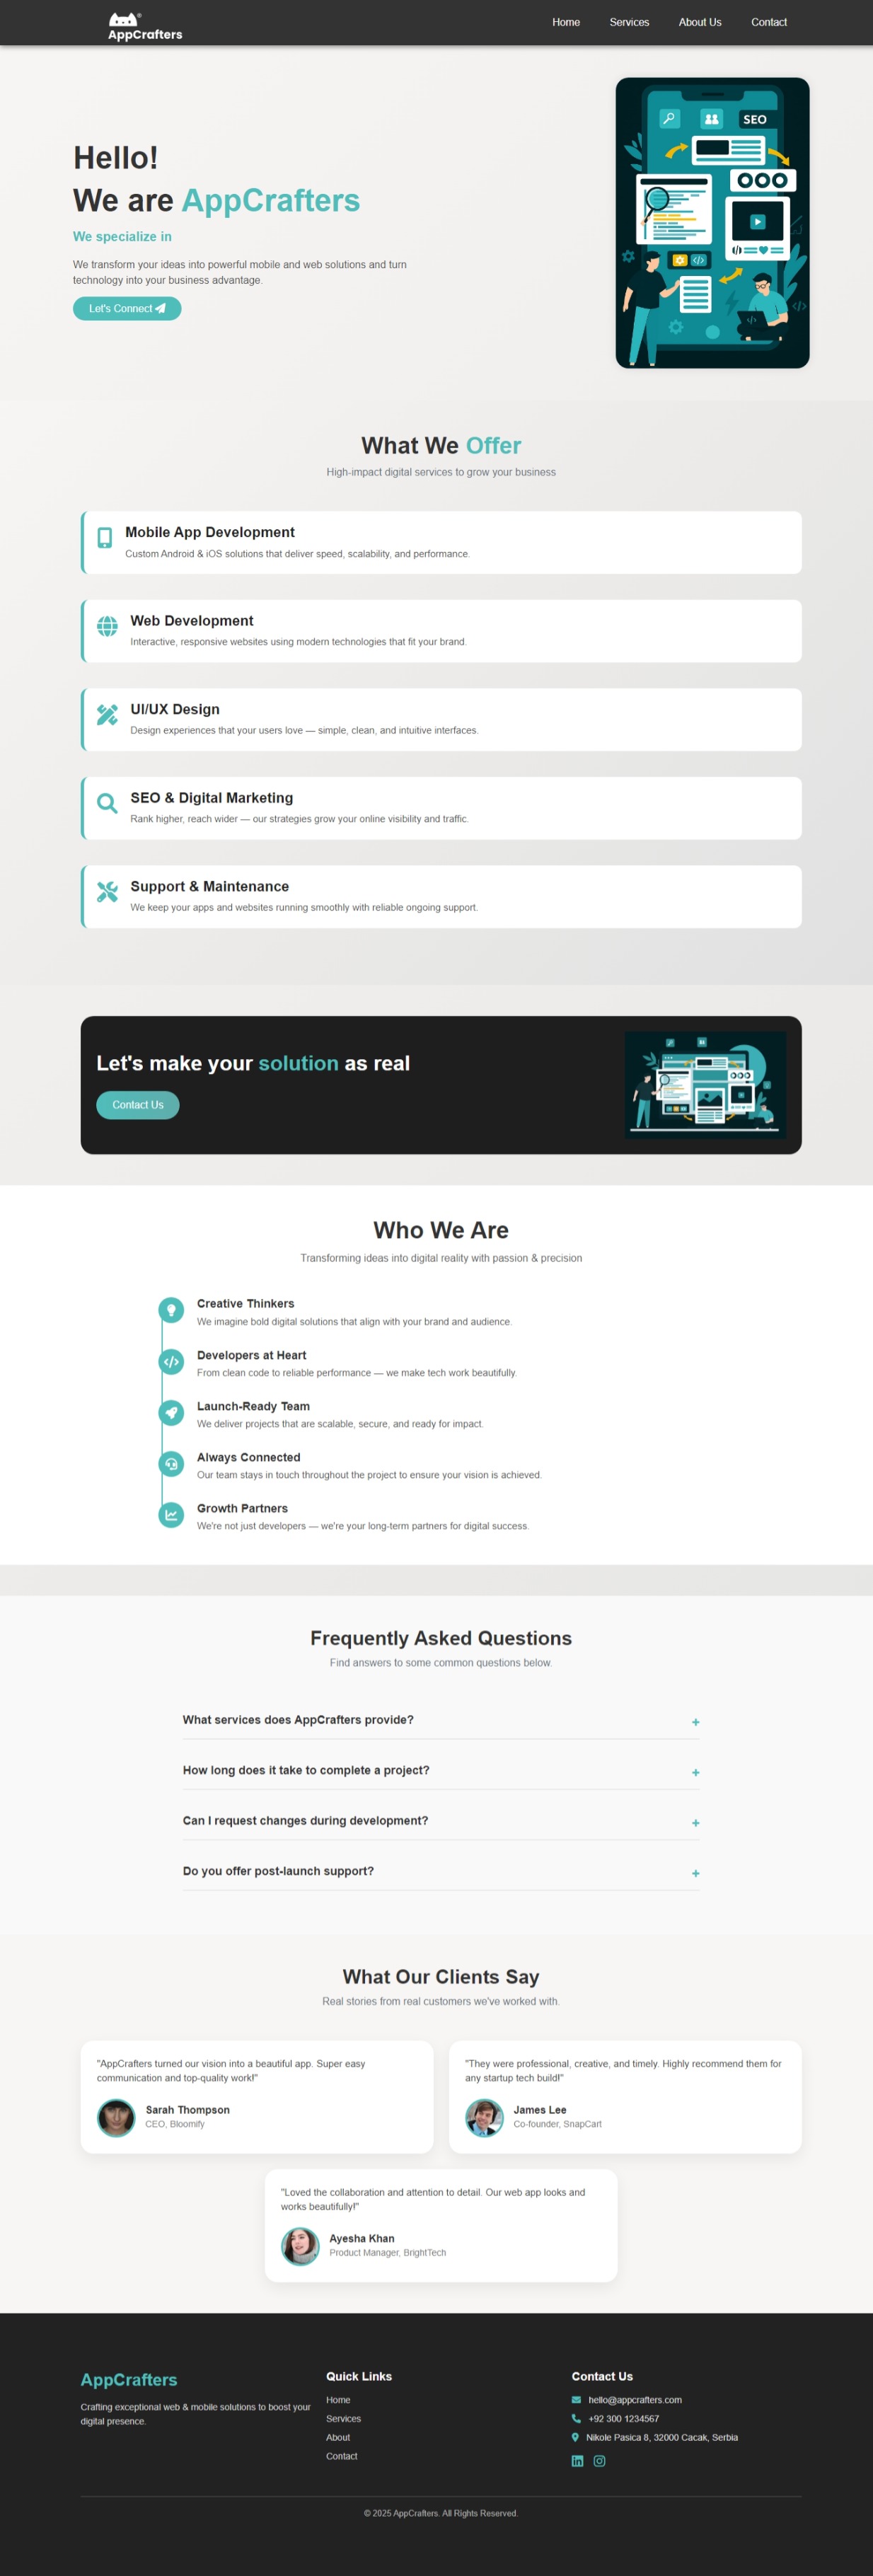 AppCrafters
Home Services About Us Contact
SEO
Hello!
We are AppCrafters
We specialize in
We transform your ideas into powerful mobile and web solutions and turn
technology into your business advantage.
Let's Connect
What We Offer
High-impact digital services to grow your business
Mobile App Development
Custom Android & iOS solutions that deliver speed, scalability, and performance.
Web Development
Interactive, responsive websites using modern technologies that fit your brand.
UI/UX Design
Design experiences that your users love — simple, clean, and intuitive interfaces.
SEO & Digital Marketing
Rank higher, reach wider — our strategies grow your online visibility and traffic.
Support & Maintenance
We keep your apps and websites running smoothly with reliable ongoing support.
Let's make your solution as real
Contact Us
Who We Are
Transforming ideas into digital reality with passion & precision
Creative Thinkers
We imagine bold digital solutions that align with your brand and audience.
Developers at Heart
From clean code to reliable performance — we make tech work beautifully.
Launch-Ready Team
We deliver projects that are scalable, secure, and ready for impact.
Always Connected
Our team stays in touch throughout the project to ensure your vision is achieved.
Growth Partners
We're not just developers — we're your long-term partners for digital success.
Frequently Asked Questions
Find answers to some common questions below.
What services does AppCrafters provide? +
How long does it take to complete a project? +
Can I request changes during development? +
Do you offer post-launch support? +
What Our Clients Say
Real stories from real customers we've worked with.
"AppCrafters turned our vision into a beautiful app. Super easy
communication and top-quality work!"
Sarah Thompson
CEO, Bloomify
"They were professional, creative, and timely. Highly recommend them for
any startup tech build!"
James Lee
Co-founder, SnapCart
"Loved the collaboration and attention to detail. Our web app looks and
works beautifully!"
Ayesha Khan
Product Manager, BrightTech
AppCrafters
Crafting exceptional web & mobile solutions to boost your
digital presence.
Quick Links
Home
Services
About
Contact
Contact Us
hello@appcrafters.com
+92 300 1234567
Nikole Pasica 8, 32000 Cacak, Serbia
© 2025 AppCrafters. All Rights Reserved.